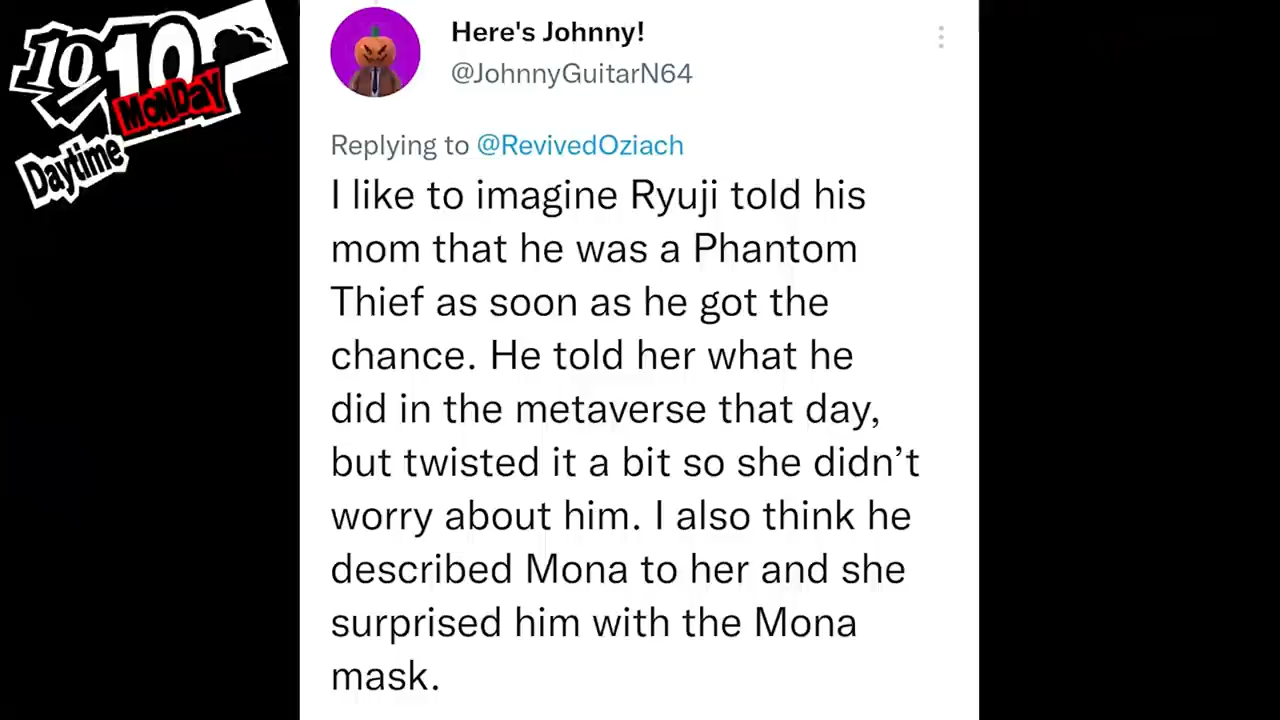 10
10
MONDAY
Daytime
Here's Johnny!
@JohnnyGuitarN64
Replying to @RevivedOziach
I like to imagine Ryuji told his
mom that he was a Phantom
Thief as soon as he got the
chance. He told her what he
did in the metaverse that day,
but twisted it a bit so she didn’t
worry about him. I also think he
described Mona to her and she
surprised him with the Mona
mask.